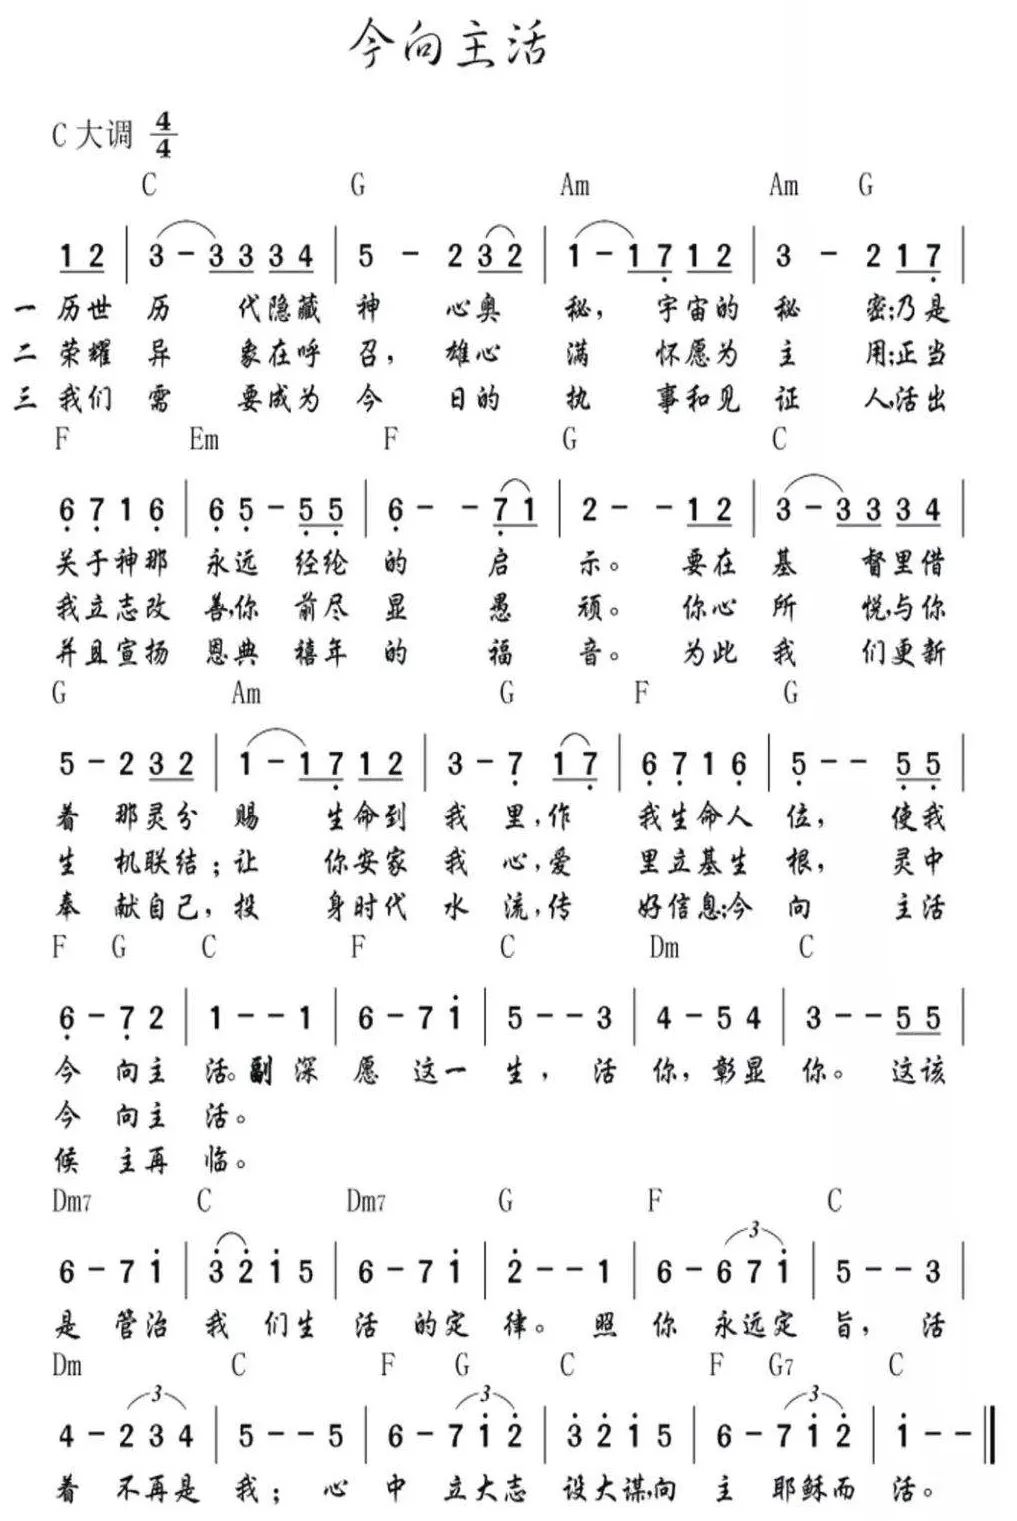 今向主活
C 大调 4/4
C G Am Am G
1 2 | 3 - 3 3 3 4 | 5 - 2 3 2 | 1 - 1 7 1 2 | 3 - 2 1 7 |
一 历世 历 代隐藏 神 心奥 秘, 宇宙的 秘 密;乃是
二 荣耀 异 象在呼 召, 雄心 满 怀愿为 主 用;正当
三 我们 需 要成为 今 日的 执 事和见 证 人,活出
F Em F G C
6 7 1 6 | 6 5 - 5 5 | 6 - - 7 1 | 2 - - 1 2 | 3 - 3 3 3 4 |
关于神那 永远 经纶 的 启 示。 要在 基 督里借
我立志改 善,你 前尽 显 愚 顽。 你心 所 悦,与你
并且宣扬 恩典 禧年 的 福 音。 为此 我 们更新
G Am G F G
5 - 2 3 2 | 1 - 1 7 1 2 | 3 - 7 1 7 | 6 7 1 6 | 5 - - 5 5 |
着 那灵分 赐 生命到 我 里,作 我生命人 位, 使我
生 机联结; 让 你安家 我 心,爱 里立基生 根, 灵中
奉 献自己, 投 身时代 水 流,传 好信息;今 向 主活
F G C F C Dm C
6 - 7 2 | 1 - - 1 | 6 - 7 i | 5 - - 3 | 4 - 5 4 | 3 - - 5 5 |
今 向主 活。副 深 愿 这一 生, 活 你, 彰显 你。 这该
今 向主 活。
候 主再 临。
Dm7 C Dm7 G F C
6 - 7 i | 3 2 i 5 | 6 - 7 i | 2 - - 1 | 6 - 6 7 i | 5 - - 3 |
3
是 管治 我 们生 活 的定 律。 照 你 永远定 旨, 活
Dm C F G C F G7 C
3 3 3
4 - 2 3 4 | 5 - - 5 | 6 - 7 i 2 | 3 2 i 5 | 6 - 7 i 2 | i - - ‖
着 不再是 我; 心 中 立大志 设大谋,向 主 耶稣而 活。